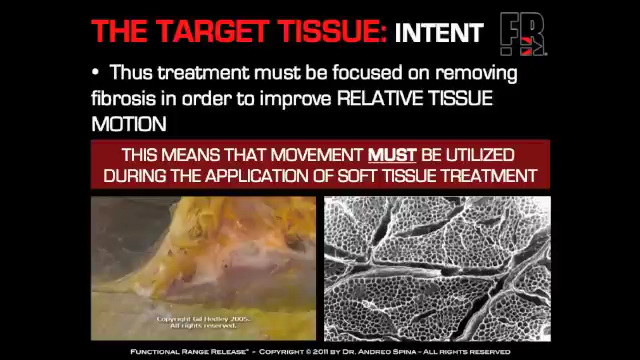 THE TARGET TISSUE: INTENT
FR
• Thus treatment must be focused on removing
fibrosis in order to improve RELATIVE TISSUE
MOTION
THIS MEANS THAT MOVEMENT MUST BE UTILIZED
DURING THE APPLICATION OF SOFT TISSUE TREATMENT
Copyright Gil Hedley 2005.
All rights reserved.
FUNCTIONAL RANGE RELEASE™ - COPYRIGHT © 2011 BY DR. ANDREO SPINA - ALL RIGHTS RESERVED